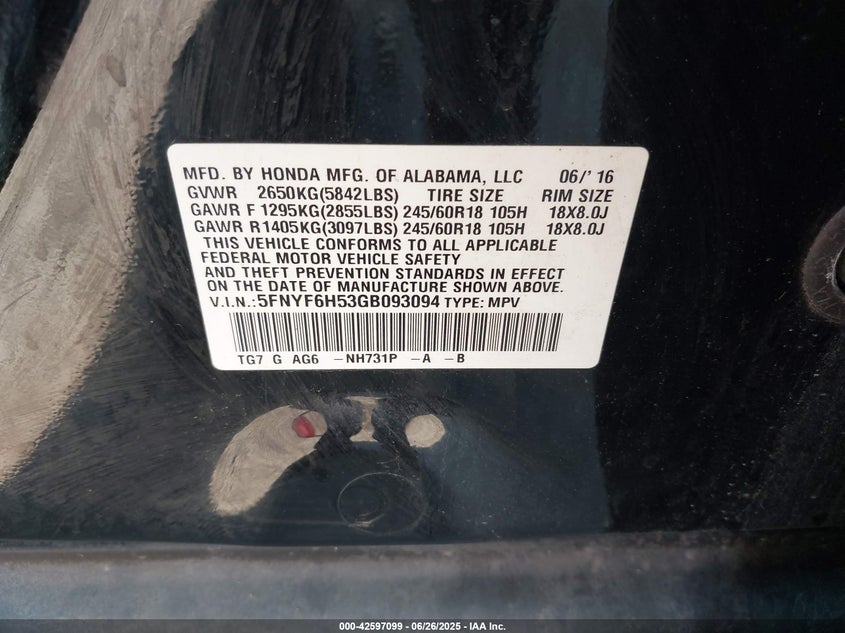 MFD. BY HONDA MFG. OF ALABAMA, LLC 06/' 16
GVWR 2650KG(5842LBS) TIRE SIZE RIM SIZE
GAWR F 1295KG(2855LBS) 245/60R18 105H 18X8.0J
GAWR R 1405KG(3097LBS) 245/60R18 105H 18X8.0J
THIS VEHICLE CONFORMS TO ALL APPLICABLE
FEDERAL MOTOR VEHICLE SAFETY
AND THEFT PREVENTION STANDARDS IN EFFECT
ON THE DATE OF MANUFACTURE SHOWN ABOVE.
V.I.N.: 5FNYF6H53GB093094 TYPE: MPV
TG7 G AG6 -NH731P -A -B
000-42597099 | 06/26/2025 - IAA Inc.